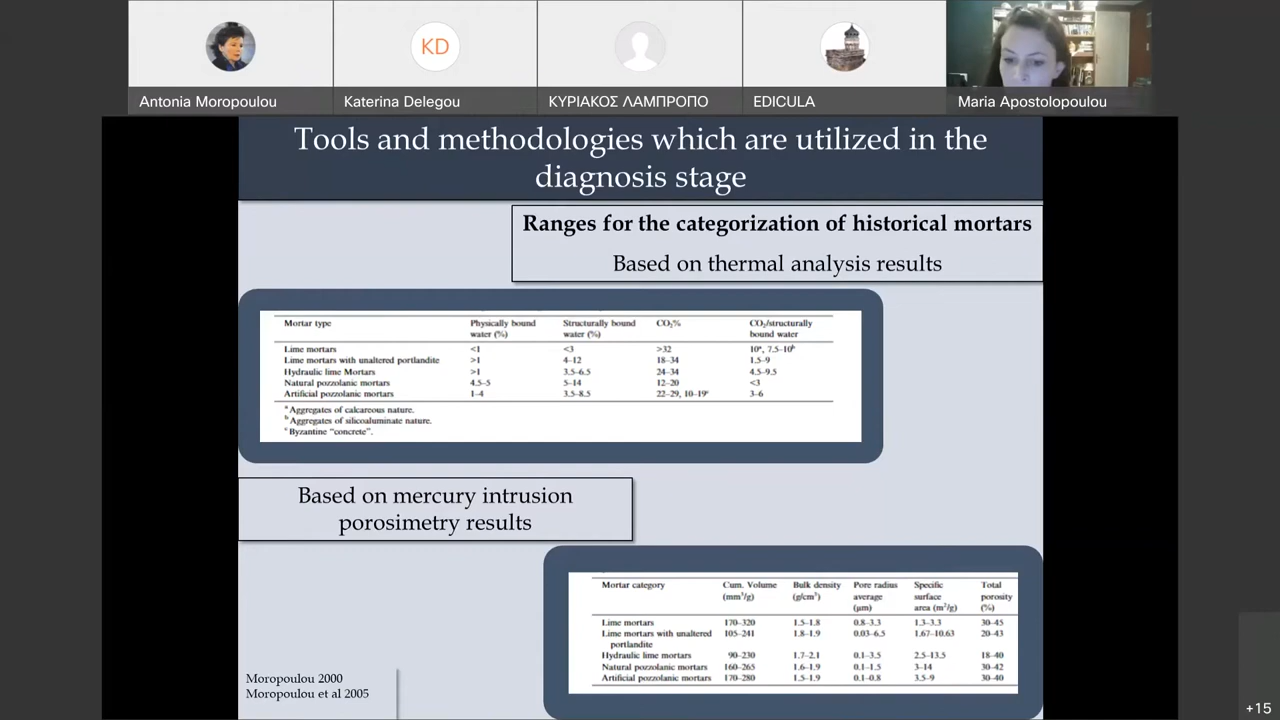 KD
Antonia Moropoulou
Katerina Delegou
ΚΥΡΙΑΚΟΣ ΛΑΜΠΡΟΠΟ
EDICULA
Maria Apostolopoulou
Tools and methodologies which are utilized in the
diagnosis stage
Ranges for the categorization of historical mortars
Based on thermal analysis results
Mortar type Physically bound Structurally bound CO₂% CO₂/structurally
water (%) water (%) bound water
Lime mortars <1 <3 >32 10ᵃ, 7.5–10ᵇ
Lime mortars with unaltered portlandite >1 4–12 18–34 1.5–9
Hydraulic lime Mortars >1 3.5–6.5 24–34 4.5–9.5
Natural pozzolanic mortars 4.5–5 5–14 12–20 <3
Artificial pozzolanic mortars 1–4 3.5–8.5 22–29, 10–19ᶜ 3–6
ᵃ Aggregates of calcareous nature.
ᵇ Aggregates of silicoaluminate nature.
ᶜ Byzantine "concrete".
Based on mercury intrusion
porosimetry results
Mortar category Cum. Volume Bulk density Pore radius Specific Total
(mm³/g) (g/cm³) average surface porosity
(μm) area (m²/g) (%)
Lime mortars 170–320 1.5–1.8 0.8–3.3 1.3–3.3 30–45
Lime mortars with unaltered 105–241 1.8–1.9 0.03–6.5 1.67–10.63 20–43
portlandite
Hydraulic lime mortars 90–230 1.7–2.1 0.1–3.5 2.5–13.5 18–40
Natural pozzolanic mortars 160–265 1.6–1.9 0.1–1.5 3–14 30–42
Artificial pozzolanic mortars 170–280 1.5–1.9 0.1–0.8 3.5–9 30–40
Moropoulou 2000
Moropoulou et al 2005
+15